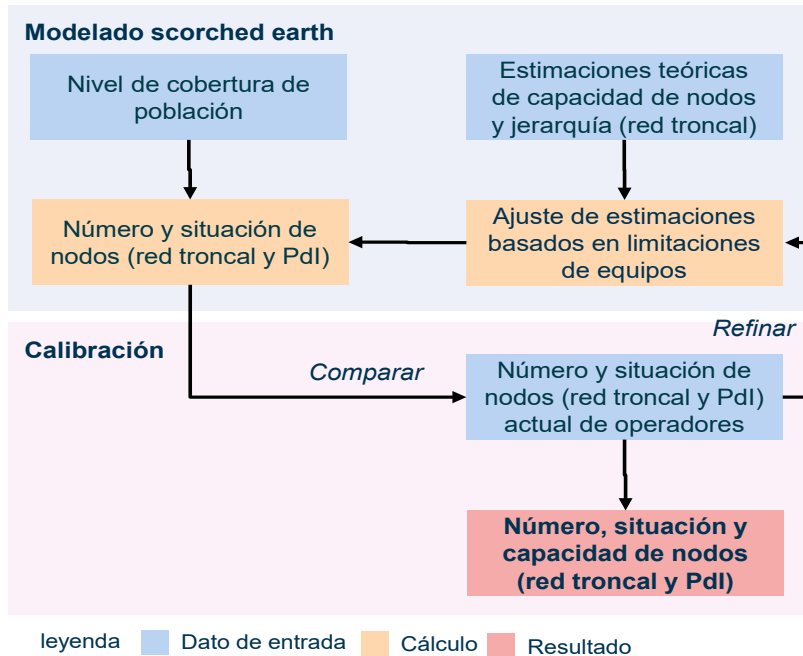 Modelado scorched earth
Nivel de cobertura de
población
Estimaciones teóricas
de capacidad de nodos
y jerarquía (red troncal)
Número y situación de
nodos (red troncal y PdI)
Ajuste de estimaciones
basados en limitaciones
de equipos
Refinar
Calibración
Comparar
Número y situación de
nodos (red troncal y PdI)
actual de operadores
Número, situación y
capacidad de nodos
(red troncal y PdI)
leyenda
Dato de entrada
Cálculo
Resultado